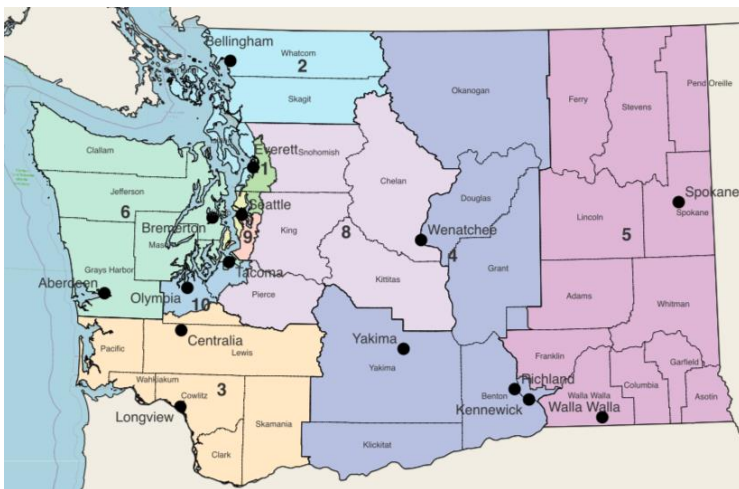 Bellingham
Whatcom
2
Skagit
Okanogan
Ferry
Stevens
Pend Oreille
Clallam
Everett
Snohomish
1
Chelan
Jefferson
6
7
Seattle
Douglas
Spokane
Spokane
Lincoln
Bremerton
King
8
Wenatchee
4
5
9
Grays Harbor
Tacoma
Grant
Kittitas
Aberdeen
Olympia
10
Pierce
Adams
Whitman
Centralia
Yakima
Pacific
Lewis
Yakima
Franklin
Garfield
Wahkiakum
Cowlitz
3
Richland
Benton
Walla Walla
Columbia
Asotin
Longview
Kennewick
Walla Walla
Skamania
Clark
Klickitat